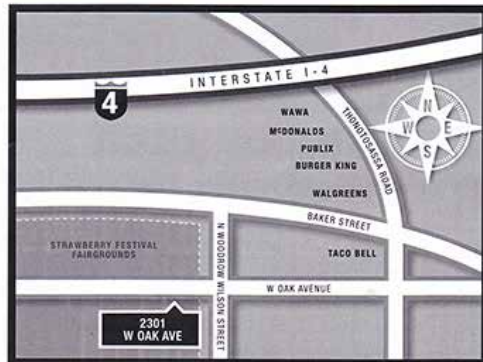 INTERSTATE I-4
4
N
W E
S
WAWA
McDONALDS
PUBLIX
BURGER KING
WALGREENS
THONOTOSASSA ROAD
BAKER STREET
STRAWBERRY FESTIVAL
FAIRGROUNDS
N WOODROW WILSON STREET
TACO BELL
W OAK AVENUE
2301
W OAK AVE